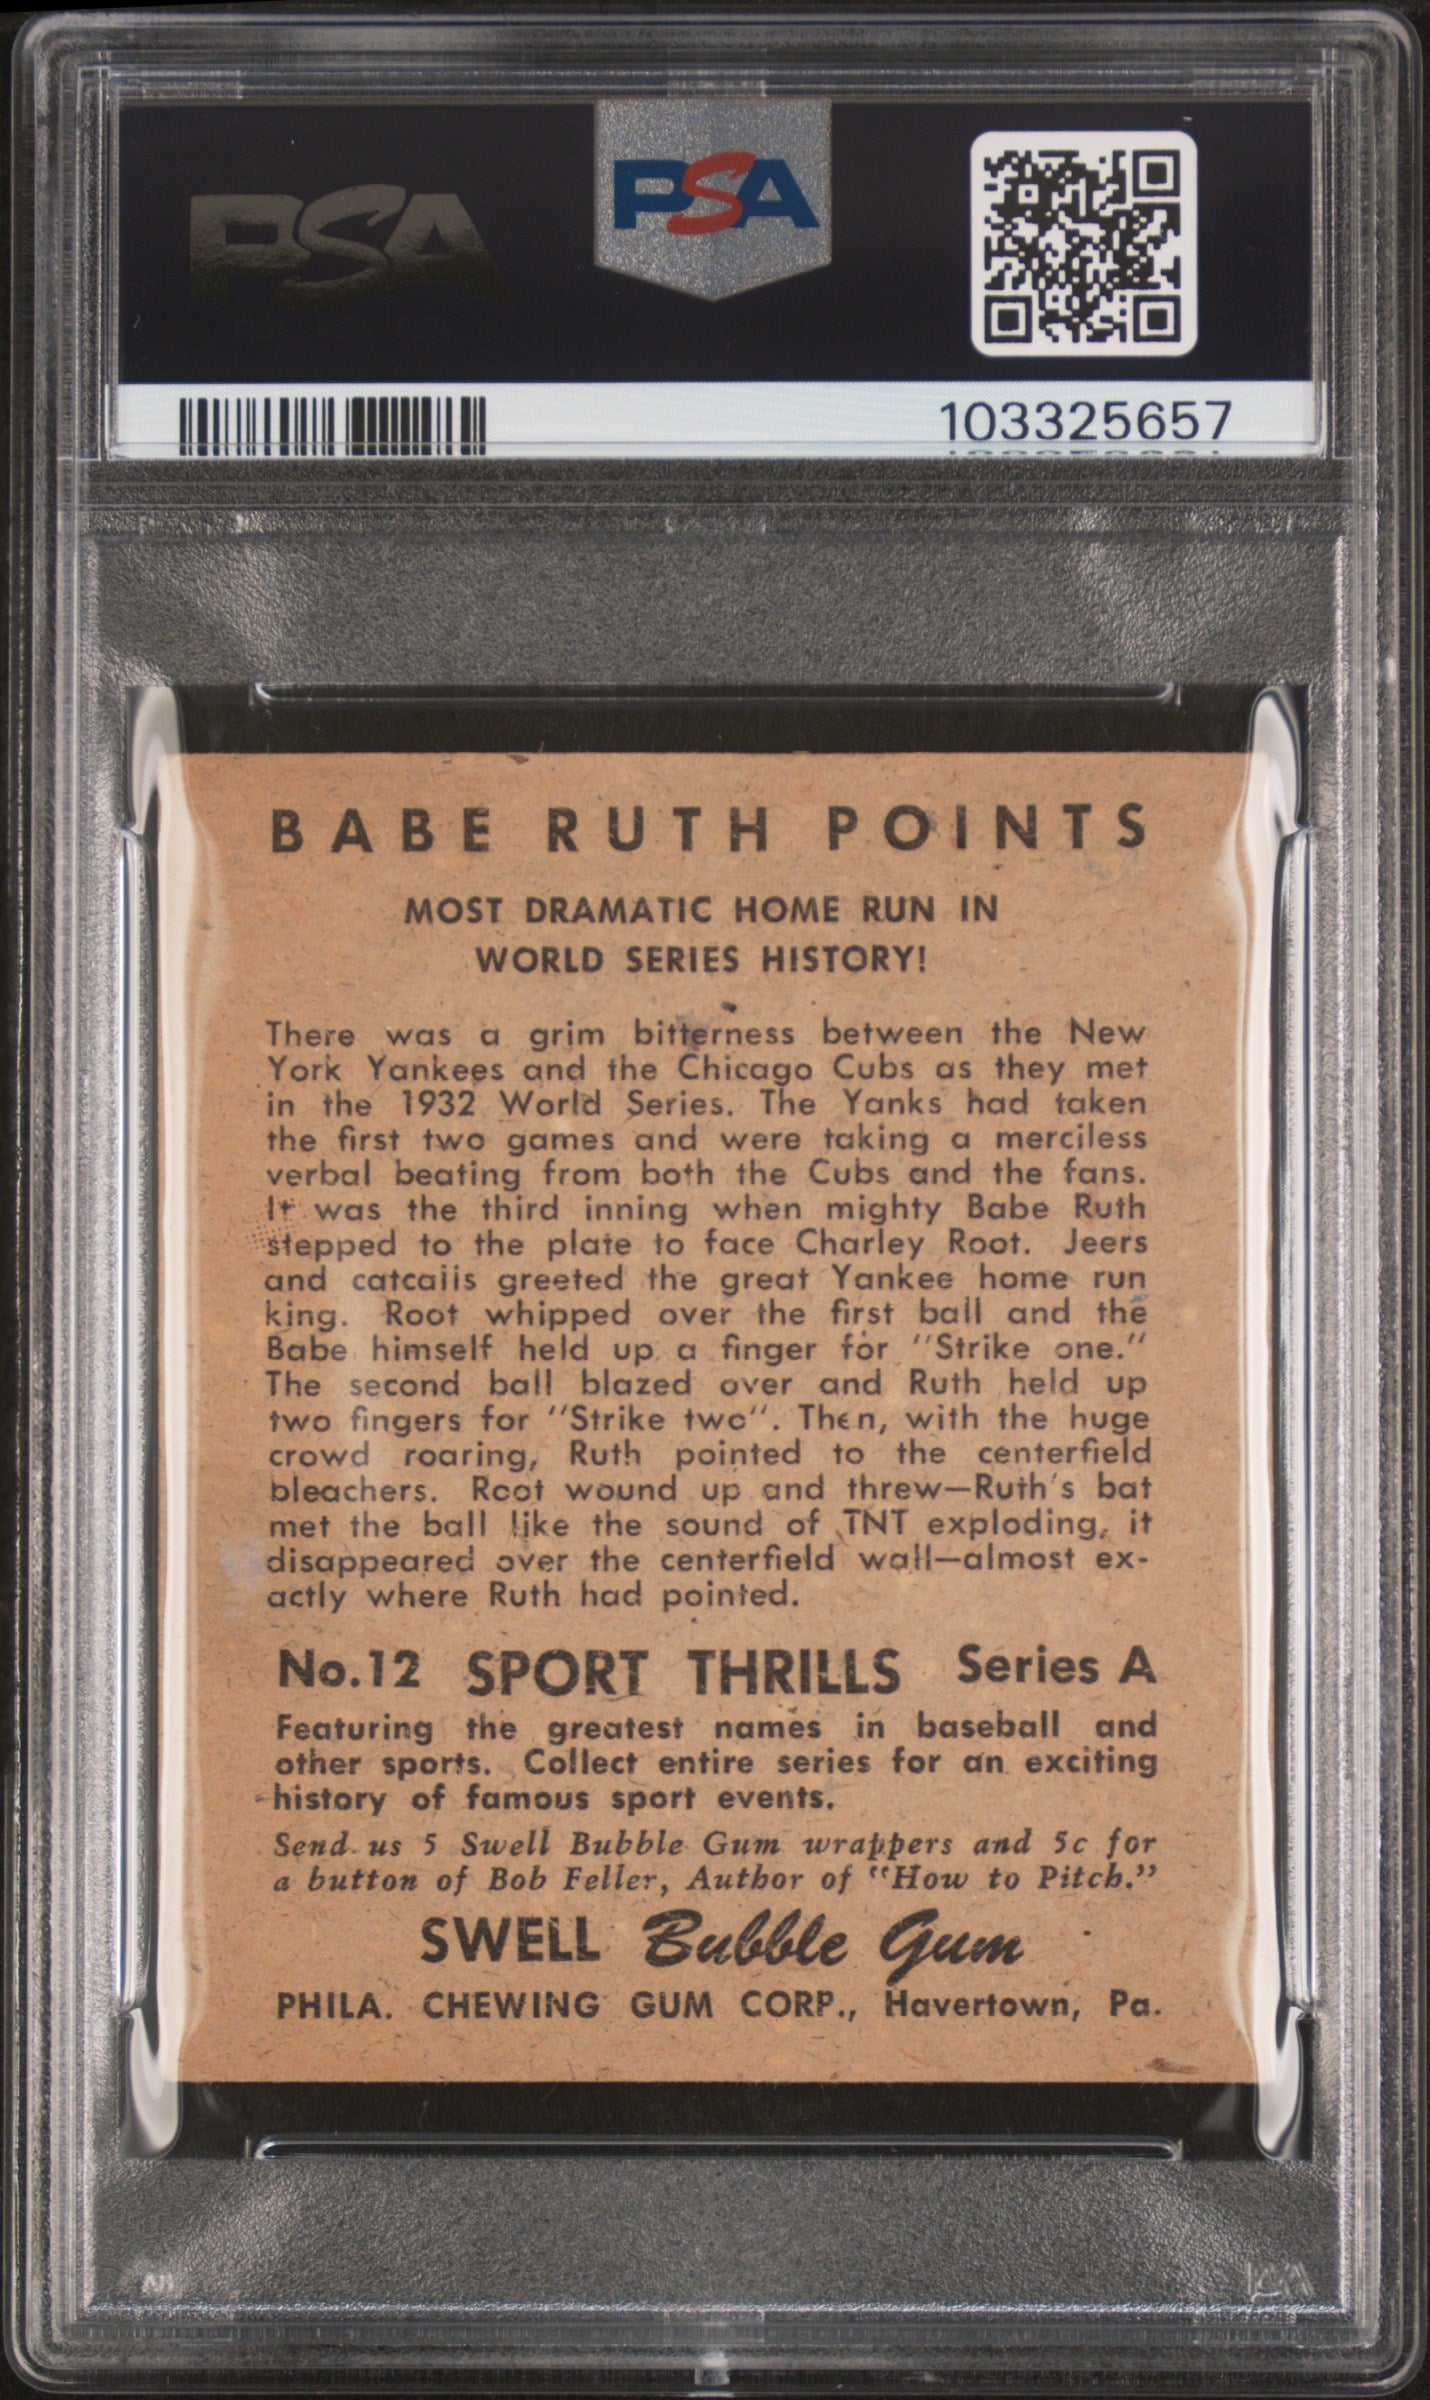 PSA
PSA
103325657
BABE RUTH POINTS
MOST DRAMATIC HOME RUN IN
WORLD SERIES HISTORY!
There was a grim bitterness between the New
York Yankees and the Chicago Cubs as they met
in the 1932 World Series. The Yanks had taken
the first two games and were taking a merciless
verbal beating from both the Cubs and the fans.
It was the third inning when mighty Babe Ruth
stepped to the plate to face Charley Root. Jeers
and catcalls greeted the great Yankee home run
king. Root whipped over the first ball and the
Babe himself held up a finger for "Strike one."
The second ball blazed over and Ruth held up
two fingers for "Strike two". Then, with the huge
crowd roaring, Ruth pointed to the centerfield
bleachers. Root wound up and threw—Ruth's bat
met the ball like the sound of TNT exploding, it
disappeared over the centerfield wall—almost ex-
actly where Ruth had pointed.
No.12 SPORT THRILLS Series A
Featuring the greatest names in baseball and
other sports. Collect entire series for an exciting
history of famous sport events.
Send us 5 Swell Bubble Gum wrappers and 5c for
a button of Bob Feller, Author of "How to Pitch."
SWELL Bubble Gum
PHILA. CHEWING GUM CORP., Havertown, Pa.